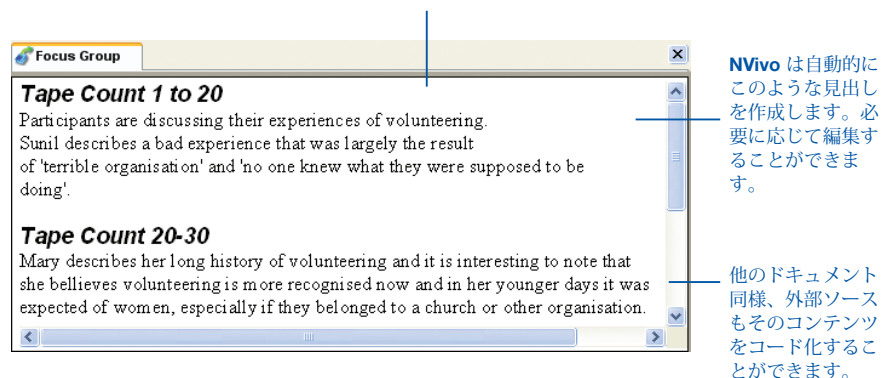 Focus Group
Tape Count 1 to 20
Participants are discussing their experiences of volunteering.
Sunil describes a bad experience that was largely the result
of 'terrible organisation' and 'no one knew what they were supposed to be
doing'.
Tape Count 20-30
Mary describes her long history of volunteering and it is interesting to note that
she bellieves volunteering is more recognised now and in her younger days it was
expected of women, especially if they belonged to a church or other organisation.
NVivo は自動的に
このような見出し
を作成します。必
要に応じて編集す
ることができま
す。
他のドキュメント
同様、外部ソース
もそのコンテンツ
をコード化するこ
とができます。